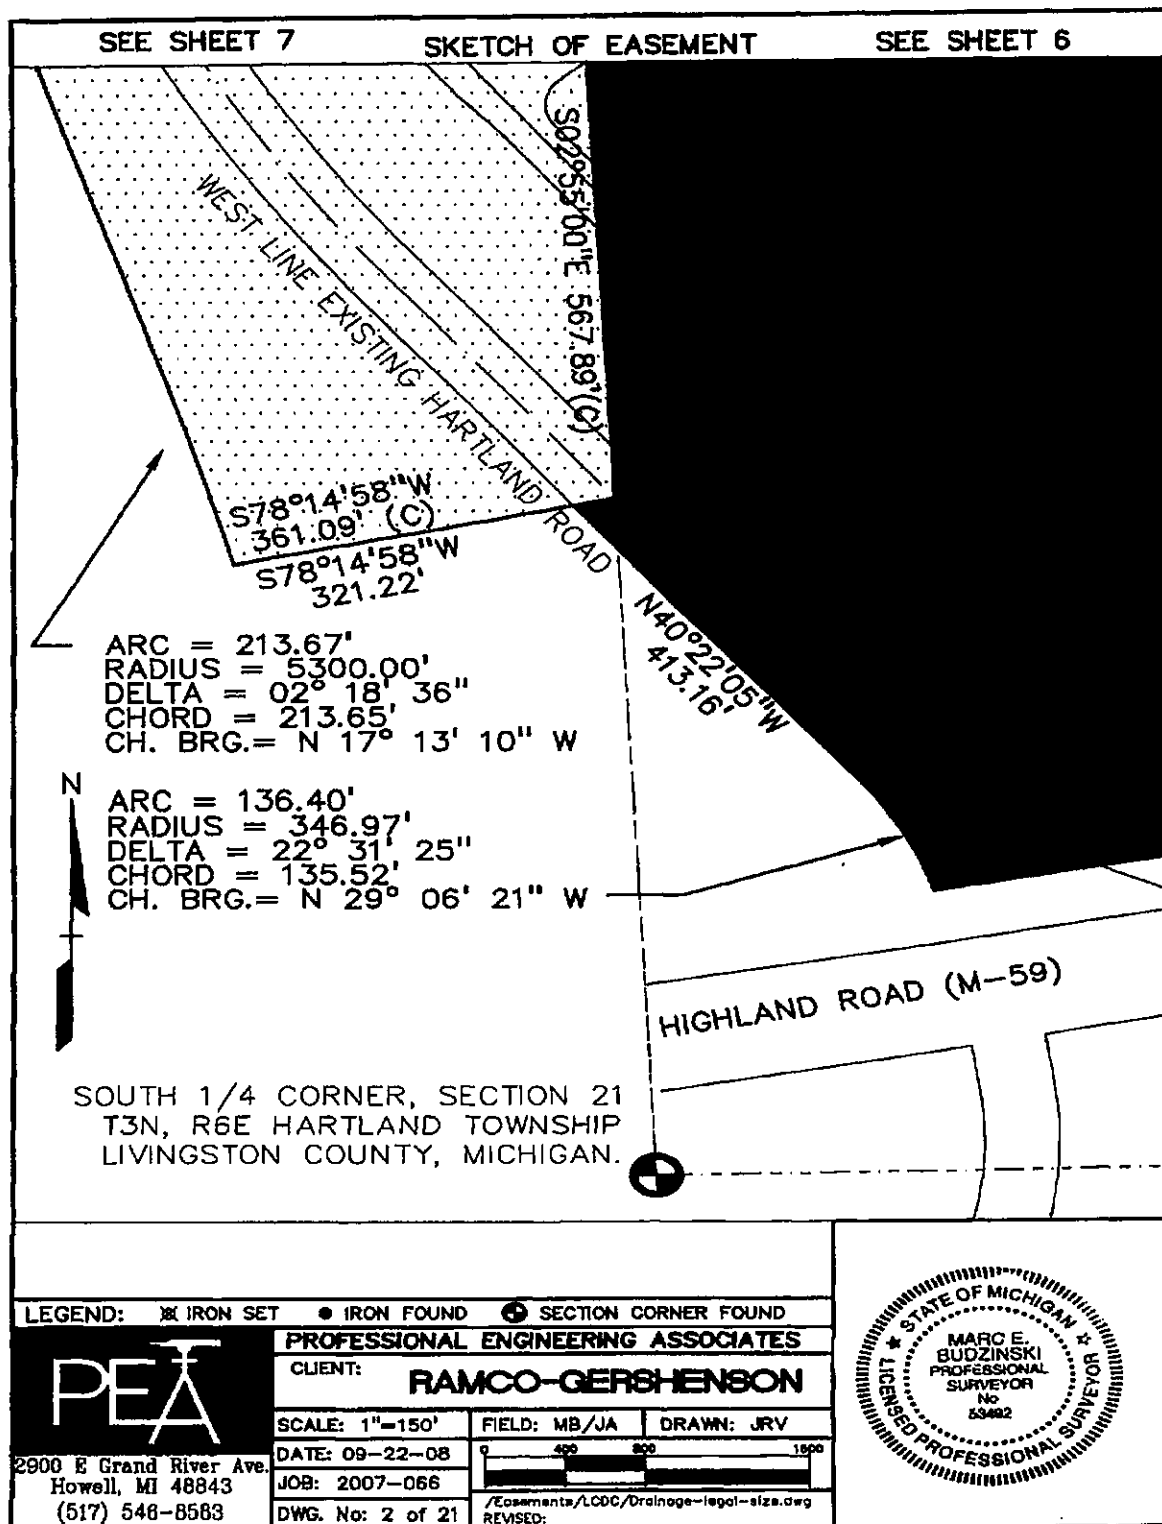 SEE SHEET 7
SKETCH OF EASEMENT
SEE SHEET 6
S02°55'00"E 567.89'(C)
WEST LINE EXISTING HARTLAND ROAD
S78°14'58"W
361.09' (C)
S78°14'58"W
321.22'
N40°22'05"W
413.16'
ARC = 213.67'
RADIUS = 5300.00'
DELTA = 02° 18' 36"
CHORD = 213.65'
CH. BRG.= N 17° 13' 10" W
N
ARC = 136.40'
RADIUS = 346.97'
DELTA = 22° 31' 25"
CHORD = 135.52'
CH. BRG.= N 29° 06' 21" W
HIGHLAND ROAD (M-59)
SOUTH 1/4 CORNER, SECTION 21
T3N, R6E HARTLAND TOWNSHIP
LIVINGSTON COUNTY, MICHIGAN.
LEGEND: IRON SET IRON FOUND SECTION CORNER FOUND
PEA
2900 E Grand River Ave.
Howell, MI 48843
(517) 546-8583
PROFESSIONAL ENGINEERING ASSOCIATES
CLIENT: RAMCO-GERSHENSON
SCALE: 1"=150'
FIELD: MB/JA
DRAWN: JRV
DATE: 09-22-08
0 400 800 1600
JOB: 2007-066
DWG. No: 2 of 21
/Easements/LCDC/Drainage-legal-size.dwg
REVISED:
STATE OF MICHIGAN
MARC E.
BUDZINSKI
PROFESSIONAL
SURVEYOR
No
53492
LICENSED PROFESSIONAL SURVEYOR